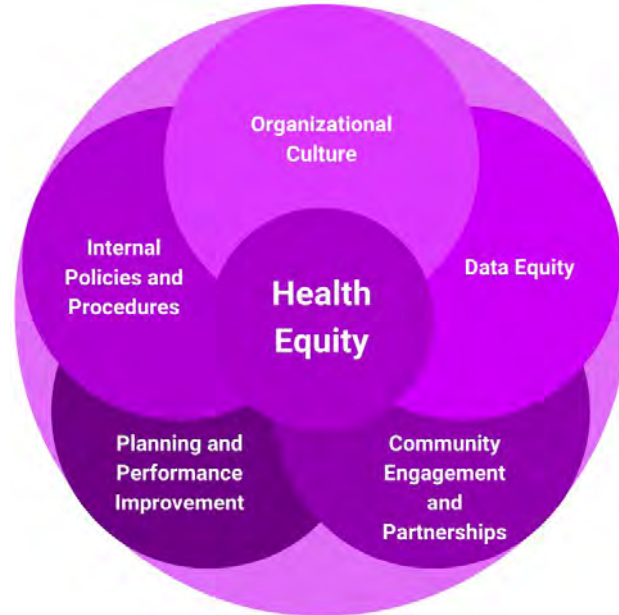 Organizational
Culture
Internal
Policies and
Procedures
Health
Equity
Data Equity
Planning and
Performance
Improvement
Community
Engagement
and
Partnerships